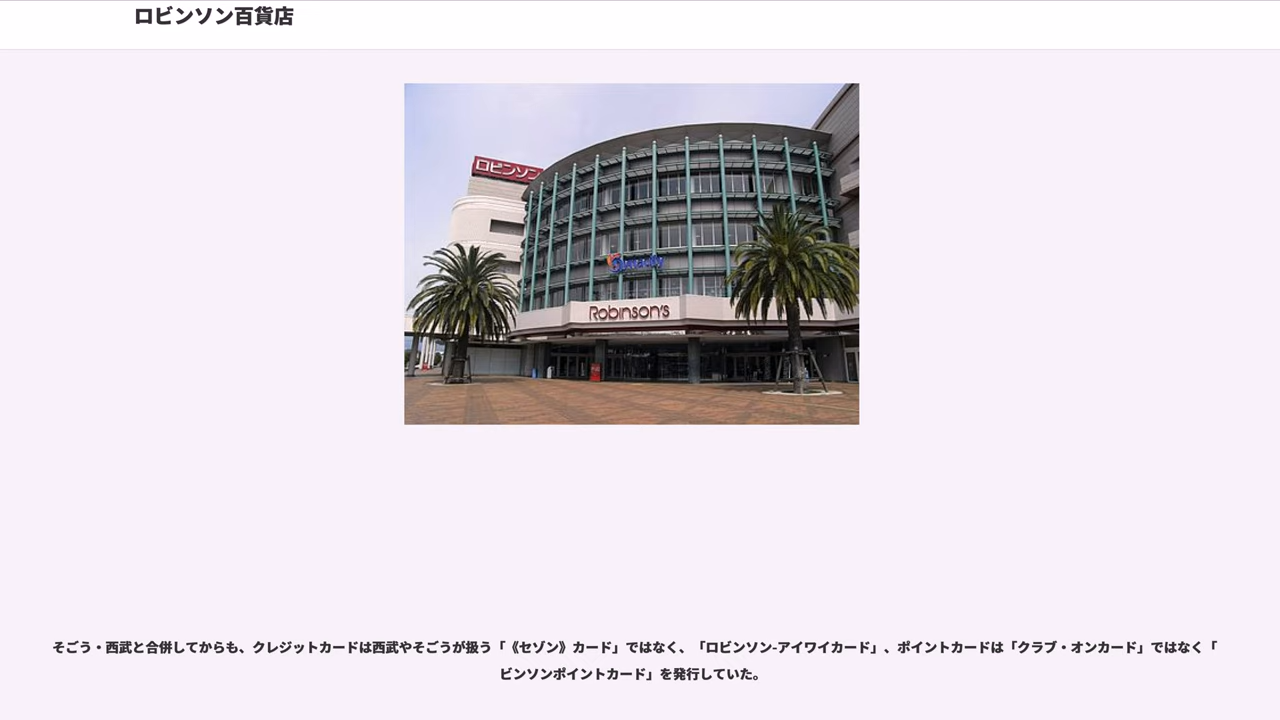 ロビンソン百貨店
ロビンソン
Robinson's
そごう・西武と合併してからも、クレジットカードは西武やそごうが扱う「《セゾン》カード」ではなく、「ロビンソン-アイワイカード」、ポイントカードは「クラブ・オンカード」ではなく「
ビンソンポイントカード」を発行していた。